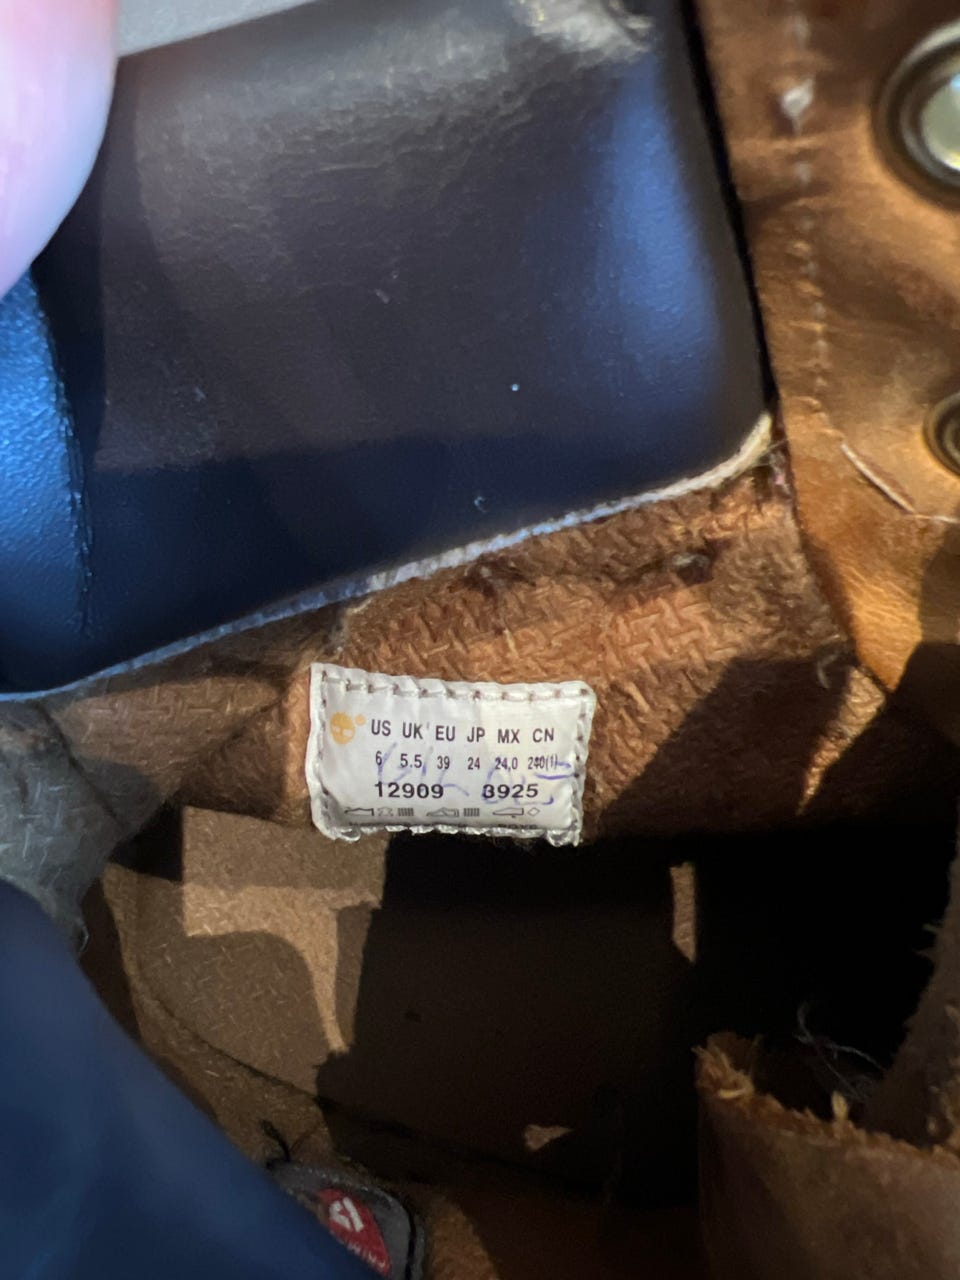 US UK EU JP MX CN
6 5.5 39 24 24,0 240(1)
12909 3925